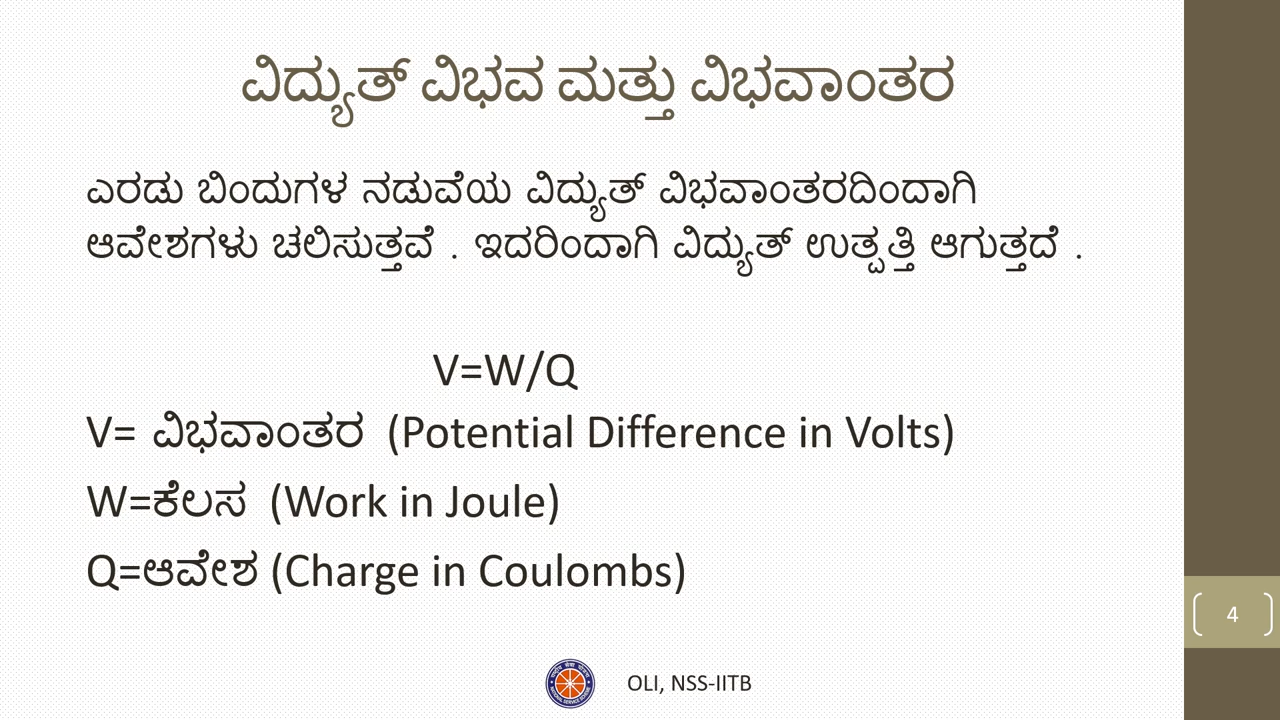 ವಿದ್ಯುತ್ ವಿಭವ ಮತ್ತು ವಿಭವಾಂತರ
ಎರಡು ಬಿಂದುಗಳ ನಡುವೆಯ ವಿದ್ಯುತ್ ವಿಭವಾಂತರದಿಂದಾಗಿ
ಆವೇಶಗಳು ಚಲಿಸುತ್ತವೆ . ಇದರಿಂದಾಗಿ ವಿದ್ಯುತ್ ಉತ್ಪತ್ತಿ ಆಗುತ್ತದೆ .
V=W/Q
V= ವಿಭವಾಂತರ (Potential Difference in Volts)
W=ಕೆಲಸ (Work in Joule)
Q=ಆವೇಶ (Charge in Coulombs)
4
OLI, NSS-IITB